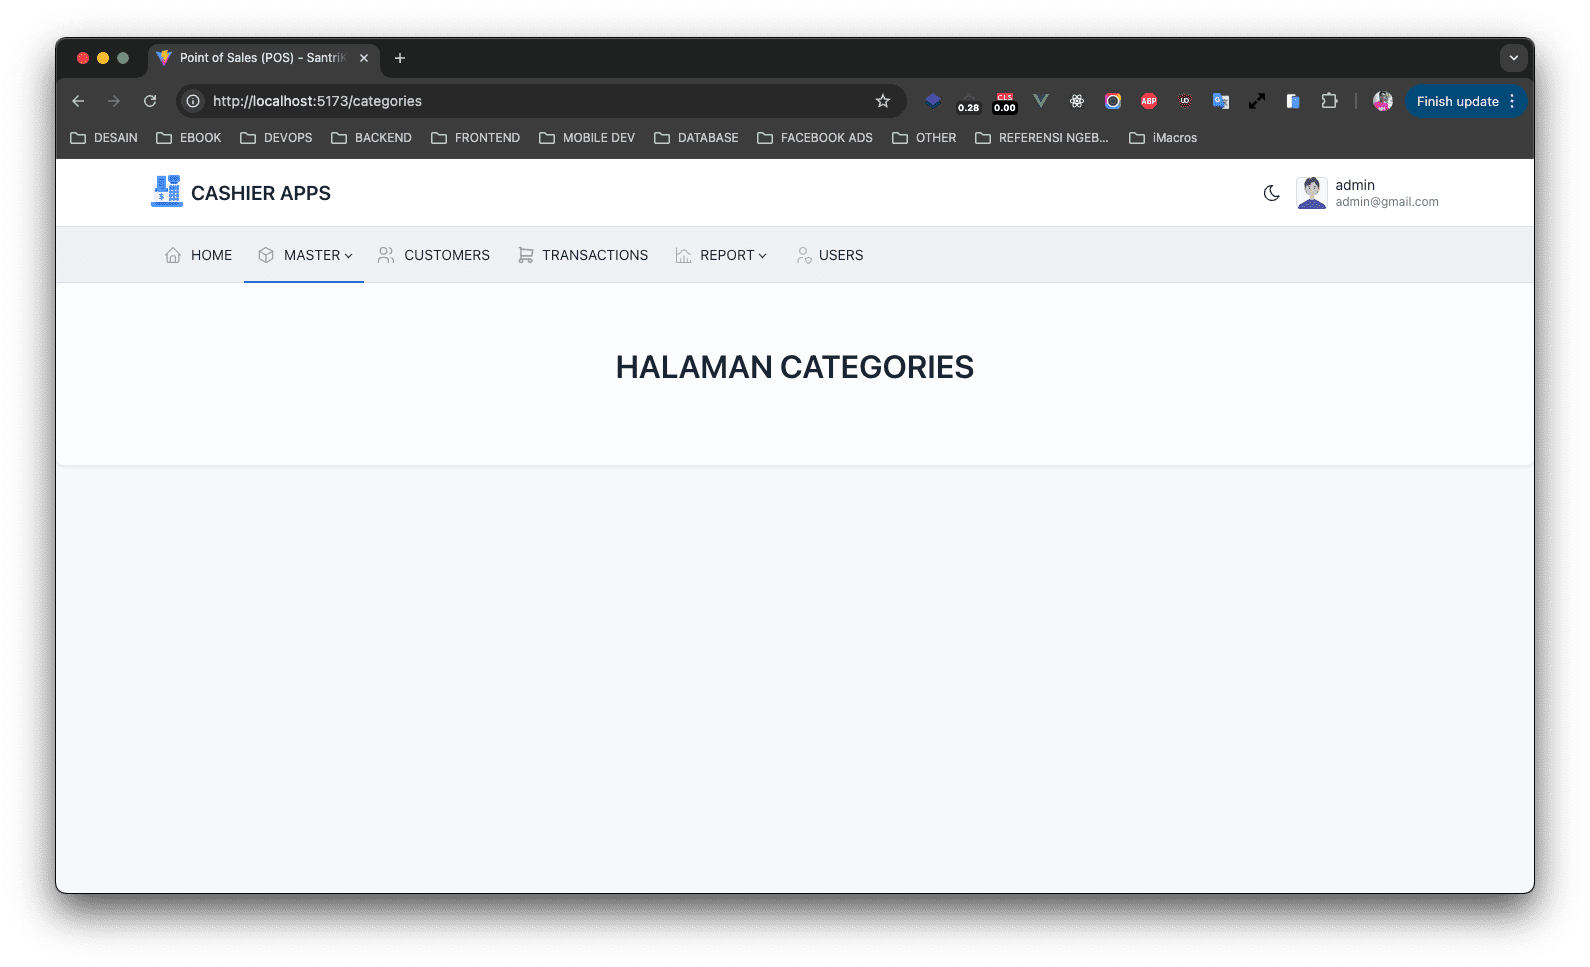 Point of Sales (POS) - Santri
http://localhost:5173/categories
0.28
CLS
0.00
ABP
Finish update
DESAIN EBOOK DEVOPS BACKEND FRONTEND MOBILE DEV DATABASE FACEBOOK ADS OTHER REFERENSI NGEB... iMacros
CASHIER APPS
admin
admin@gmail.com
HOME MASTER CUSTOMERS TRANSACTIONS REPORT USERS
HALAMAN CATEGORIES